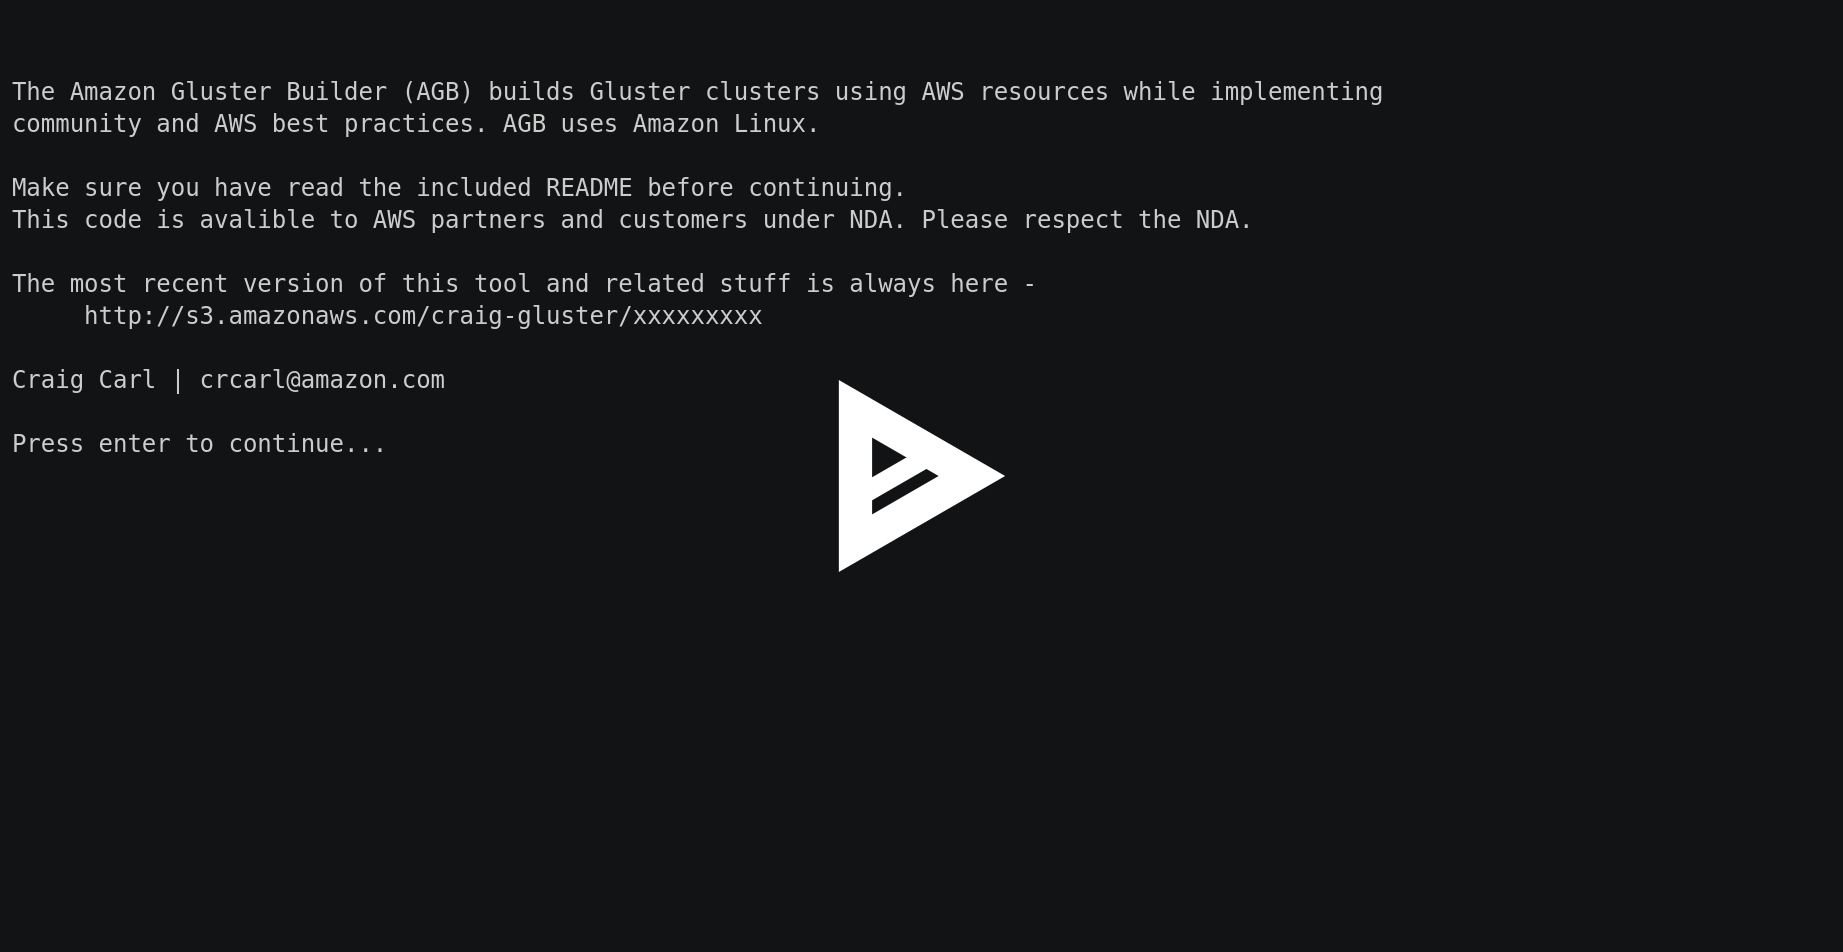 The Amazon Gluster Builder (AGB) builds Gluster clusters using AWS resources while implementing
community and AWS best practices. AGB uses Amazon Linux.
Make sure you have read the included README before continuing.
This code is avalible to AWS partners and customers under NDA. Please respect the NDA.
The most recent version of this tool and related stuff is always here -
http://s3.amazonaws.com/craig-gluster/xxxxxxxxx
Craig Carl | crcarl@amazon.com
Press enter to continue...